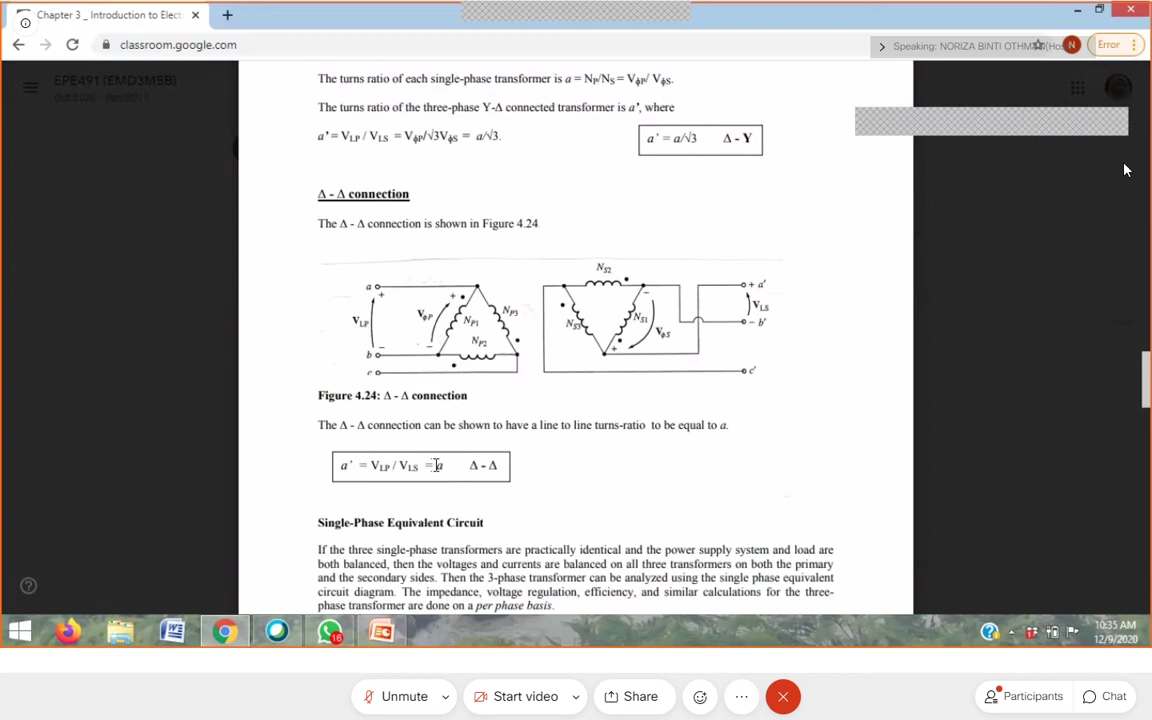 Chapter 3 _ Introduction to Elect
classroom.google.com
Speaking: NORIZA BINTI OTHMAN(Hos
N
Error
EPE491 (EMD3M5B)
The turns ratio of each single-phase transformer is a = NP/NS = VϕP/ VϕS.
The turns ratio of the three-phase Y-Δ connected transformer is a', where
a' = VLP / VLS = VϕP/√3VϕS = a/√3.
a' = a/√3 Δ - Y
Δ - Δ connection
The Δ - Δ connection is shown in Figure 4.24
NS2
a + + NP1 NP3 VϕP VLP NP2 − − b c
NS3 NS1 − VϕS + + a' VLS − b' c'
Figure 4.24: Δ - Δ connection
The Δ - Δ connection can be shown to have a line to line turns-ratio to be equal to a.
a' = VLP / VLS = a Δ - Δ
Single-Phase Equivalent Circuit
If the three single-phase transformers are practically identical and the power supply system and load are
both balanced, then the voltages and currents are balanced on all three transformers on both the primary
and the secondary sides. Then the 3-phase transformer can be analyzed using the single phase equivalent
circuit diagram. The impedance, voltage regulation, efficiency, and similar calculations for the three-
phase transformer are done on a per phase basis.
16
10:35 AM
12/9/2020
Unmute
Start video
Share
Participants
Chat